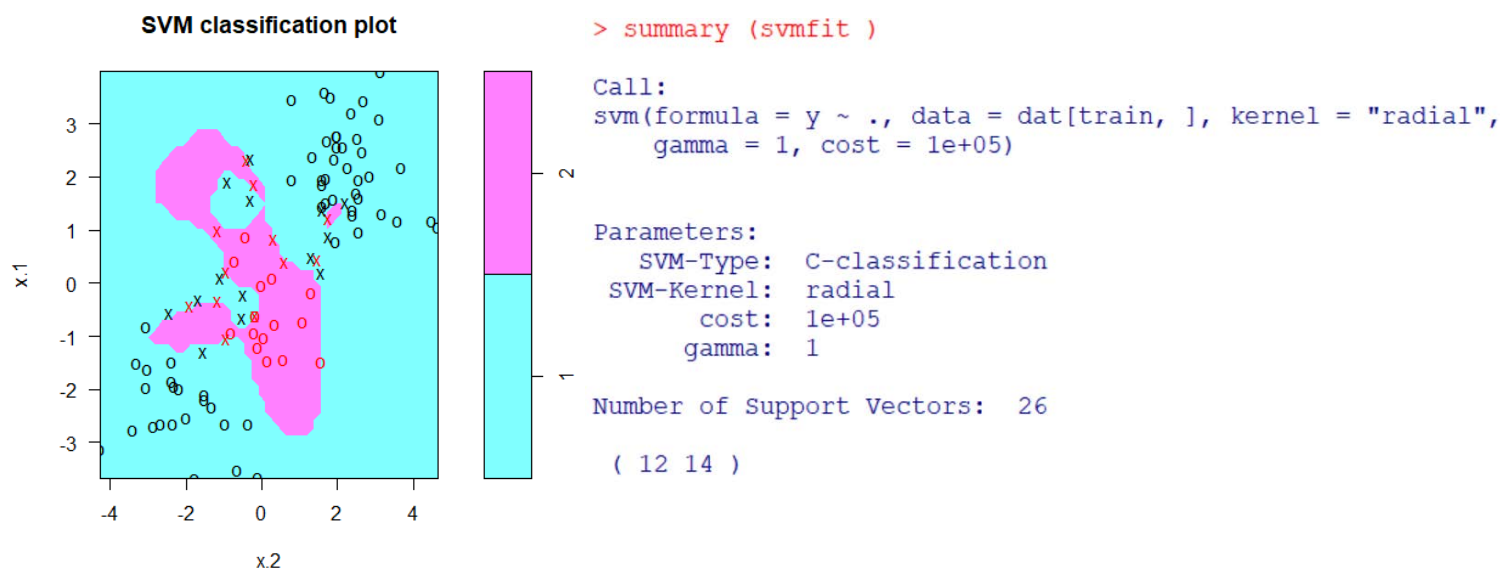 SVM classification plot
3
2
1
0
-1
-2
-3
x.1
-4
-2
0
2
4
x.2
2
1
> summary (svmfit )
Call:
svm(formula = y ~ ., data = dat[train, ], kernel = "radial",
gamma = 1, cost = 1e+05)
Parameters:
SVM-Type: C-classification
SVM-Kernel: radial
cost: 1e+05
gamma: 1
Number of Support Vectors: 26
( 12 14 )